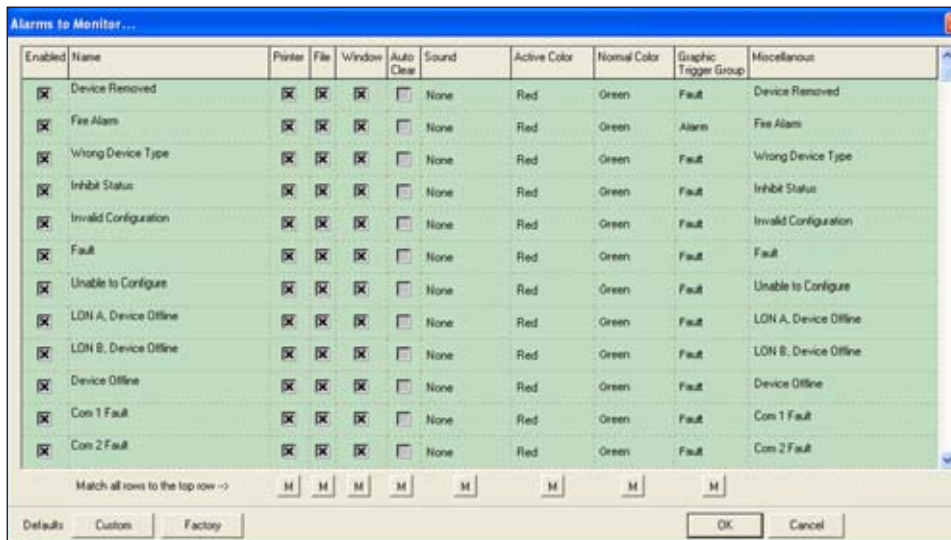 Alarms to Monitor...
Enabled Name Printer File Window Auto Clear Sound Active Color Normal Color Graphic Trigger Group Miscellanous
Device Removed None Red Green Fault Device Removed
Fire Alarm None Red Green Alarm Fire Alarm
Wrong Device Type None Red Green Fault Wrong Device Type
Inhibit Status None Red Green Fault Inhibit Status
Invalid Configuration None Red Green Fault Invalid Configuration
Fault None Red Green Fault Fault
Unable to Configure None Red Green Fault Unable to Configure
LON A, Device Offline None Red Green Fault LON A, Device Offline
LON B, Device Offline None Red Green Fault LON B, Device Offline
Device Offline None Red Green Fault Device Offline
Com 1 Fault None Red Green Fault Com 1 Fault
Com 2 Fault None Red Green Fault Com 2 Fault
Match all rows to the top row --> M M M M M M M M
Defaults Custom Factory OK Cancel